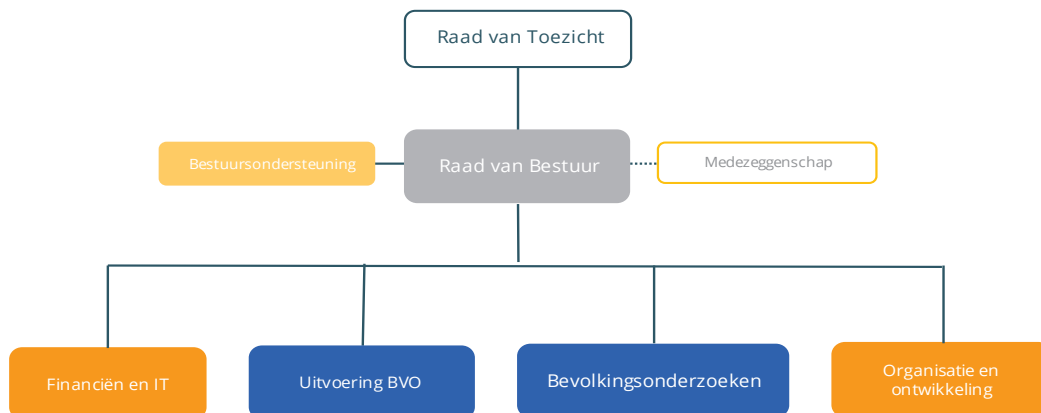 Raad van Toezicht
Bestuursondersteuning
Raad van Bestuur
Medezeggenschap
Financiën en IT
Uitvoering BVO
Bevolkingsonderzoeken
Organisatie en
ontwikkeling